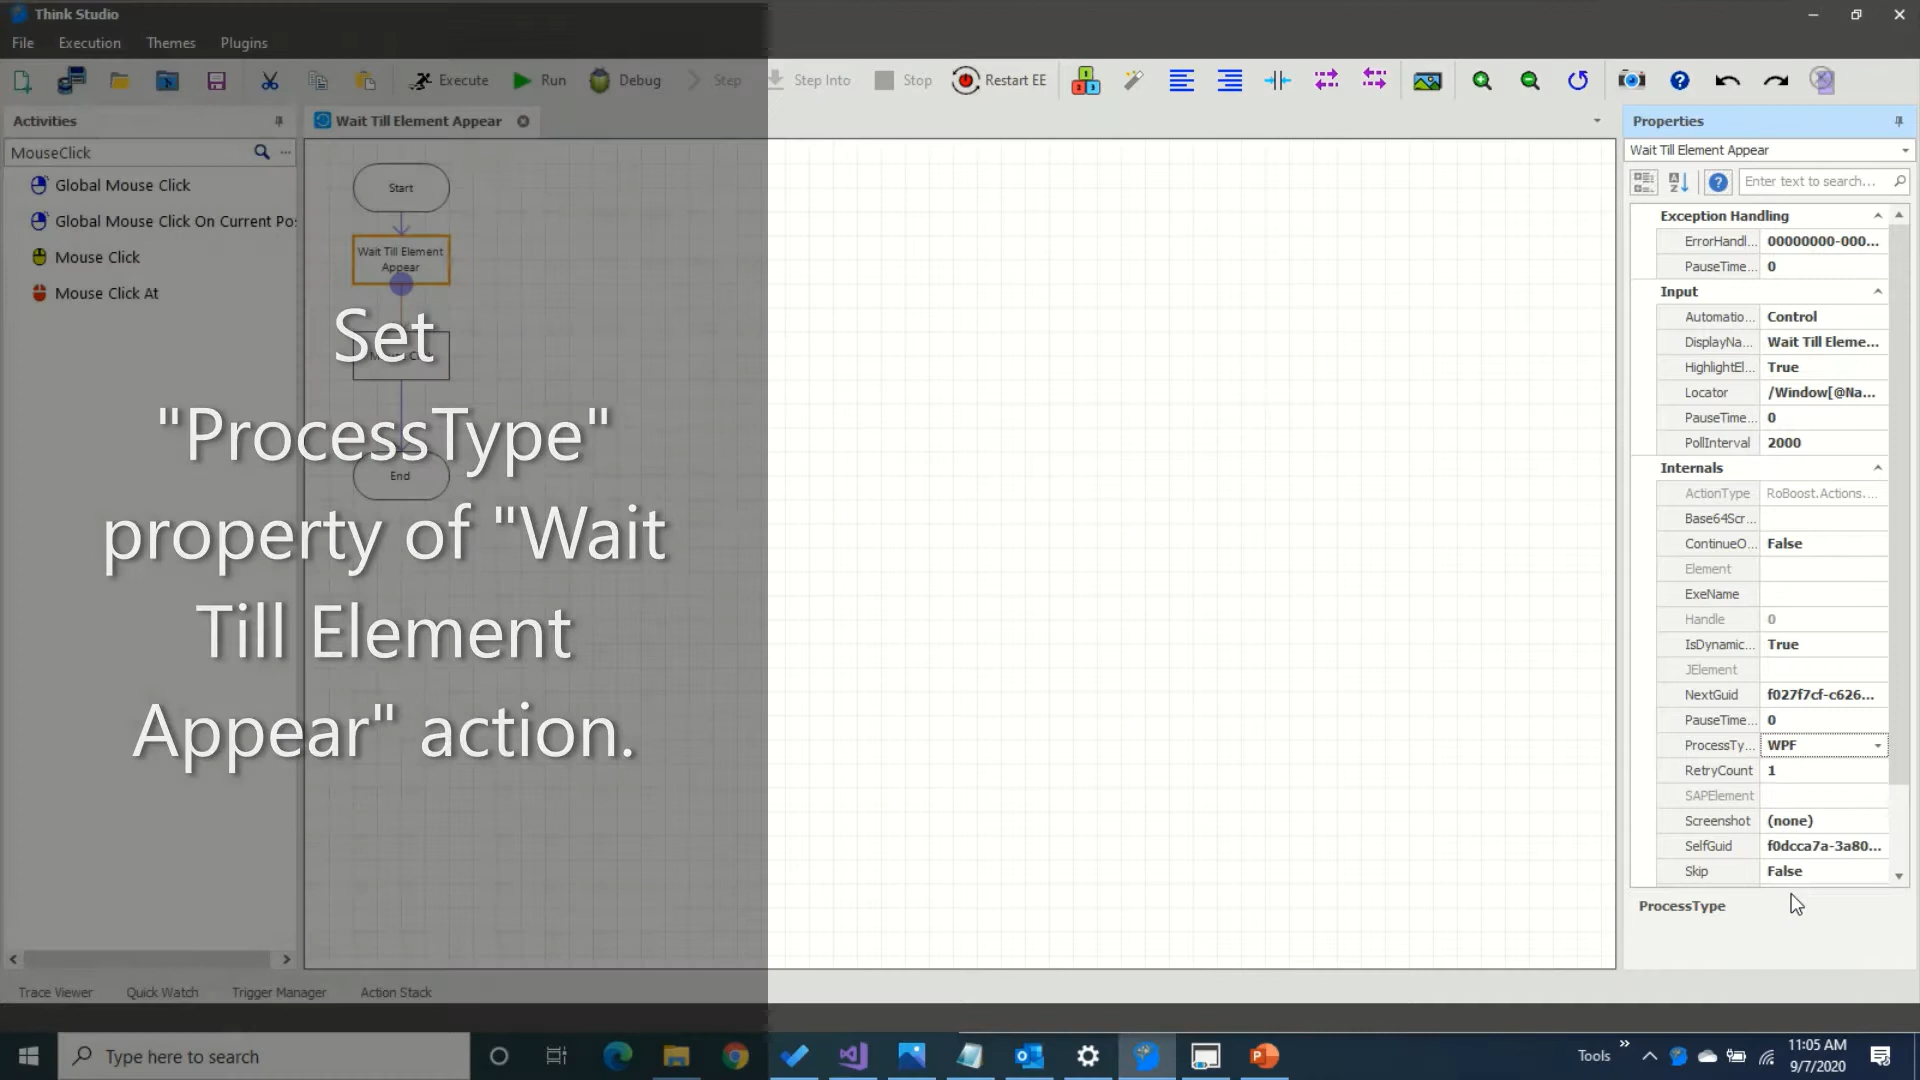 Think Studio
File Execution Themes Plugins
Execute Run Debug Step Step Into Stop Restart EE
Activities
Wait Till Element Appear
Properties
MouseClick
Wait Till Element Appear
Enter text to search...
Global Mouse Click
Global Mouse Click On Current Po
Mouse Click
Mouse Click At
Start
Wait Till Element
Appear
End
Set
"ProcessType"
property of "Wait
Till Element
Appear" action.
Exception Handling
ErrorHandl... 00000000-000...
PauseTime... 0
Input
Automatio... Control
DisplayNa... Wait Till Eleme...
HighlightEl... True
Locator /Window[@Na...
PauseTime... 0
PollInterval 2000
Internals
ActionType RoBoost.Actions....
Base64Scr...
ContinueO... False
Element
ExeName
Handle 0
IsDynamic... True
JElement
NextGuid f027f7cf-c626...
PauseTime... 0
ProcessTy... WPF
RetryCount 1
SAPElement
Screenshot (none)
SelfGuid f0dcca7a-3a80...
Skip False
ProcessType
Trace Viewer Quick Watch Trigger Manager Action Stack
Type here to search
Tools
11:05 AM
9/7/2020